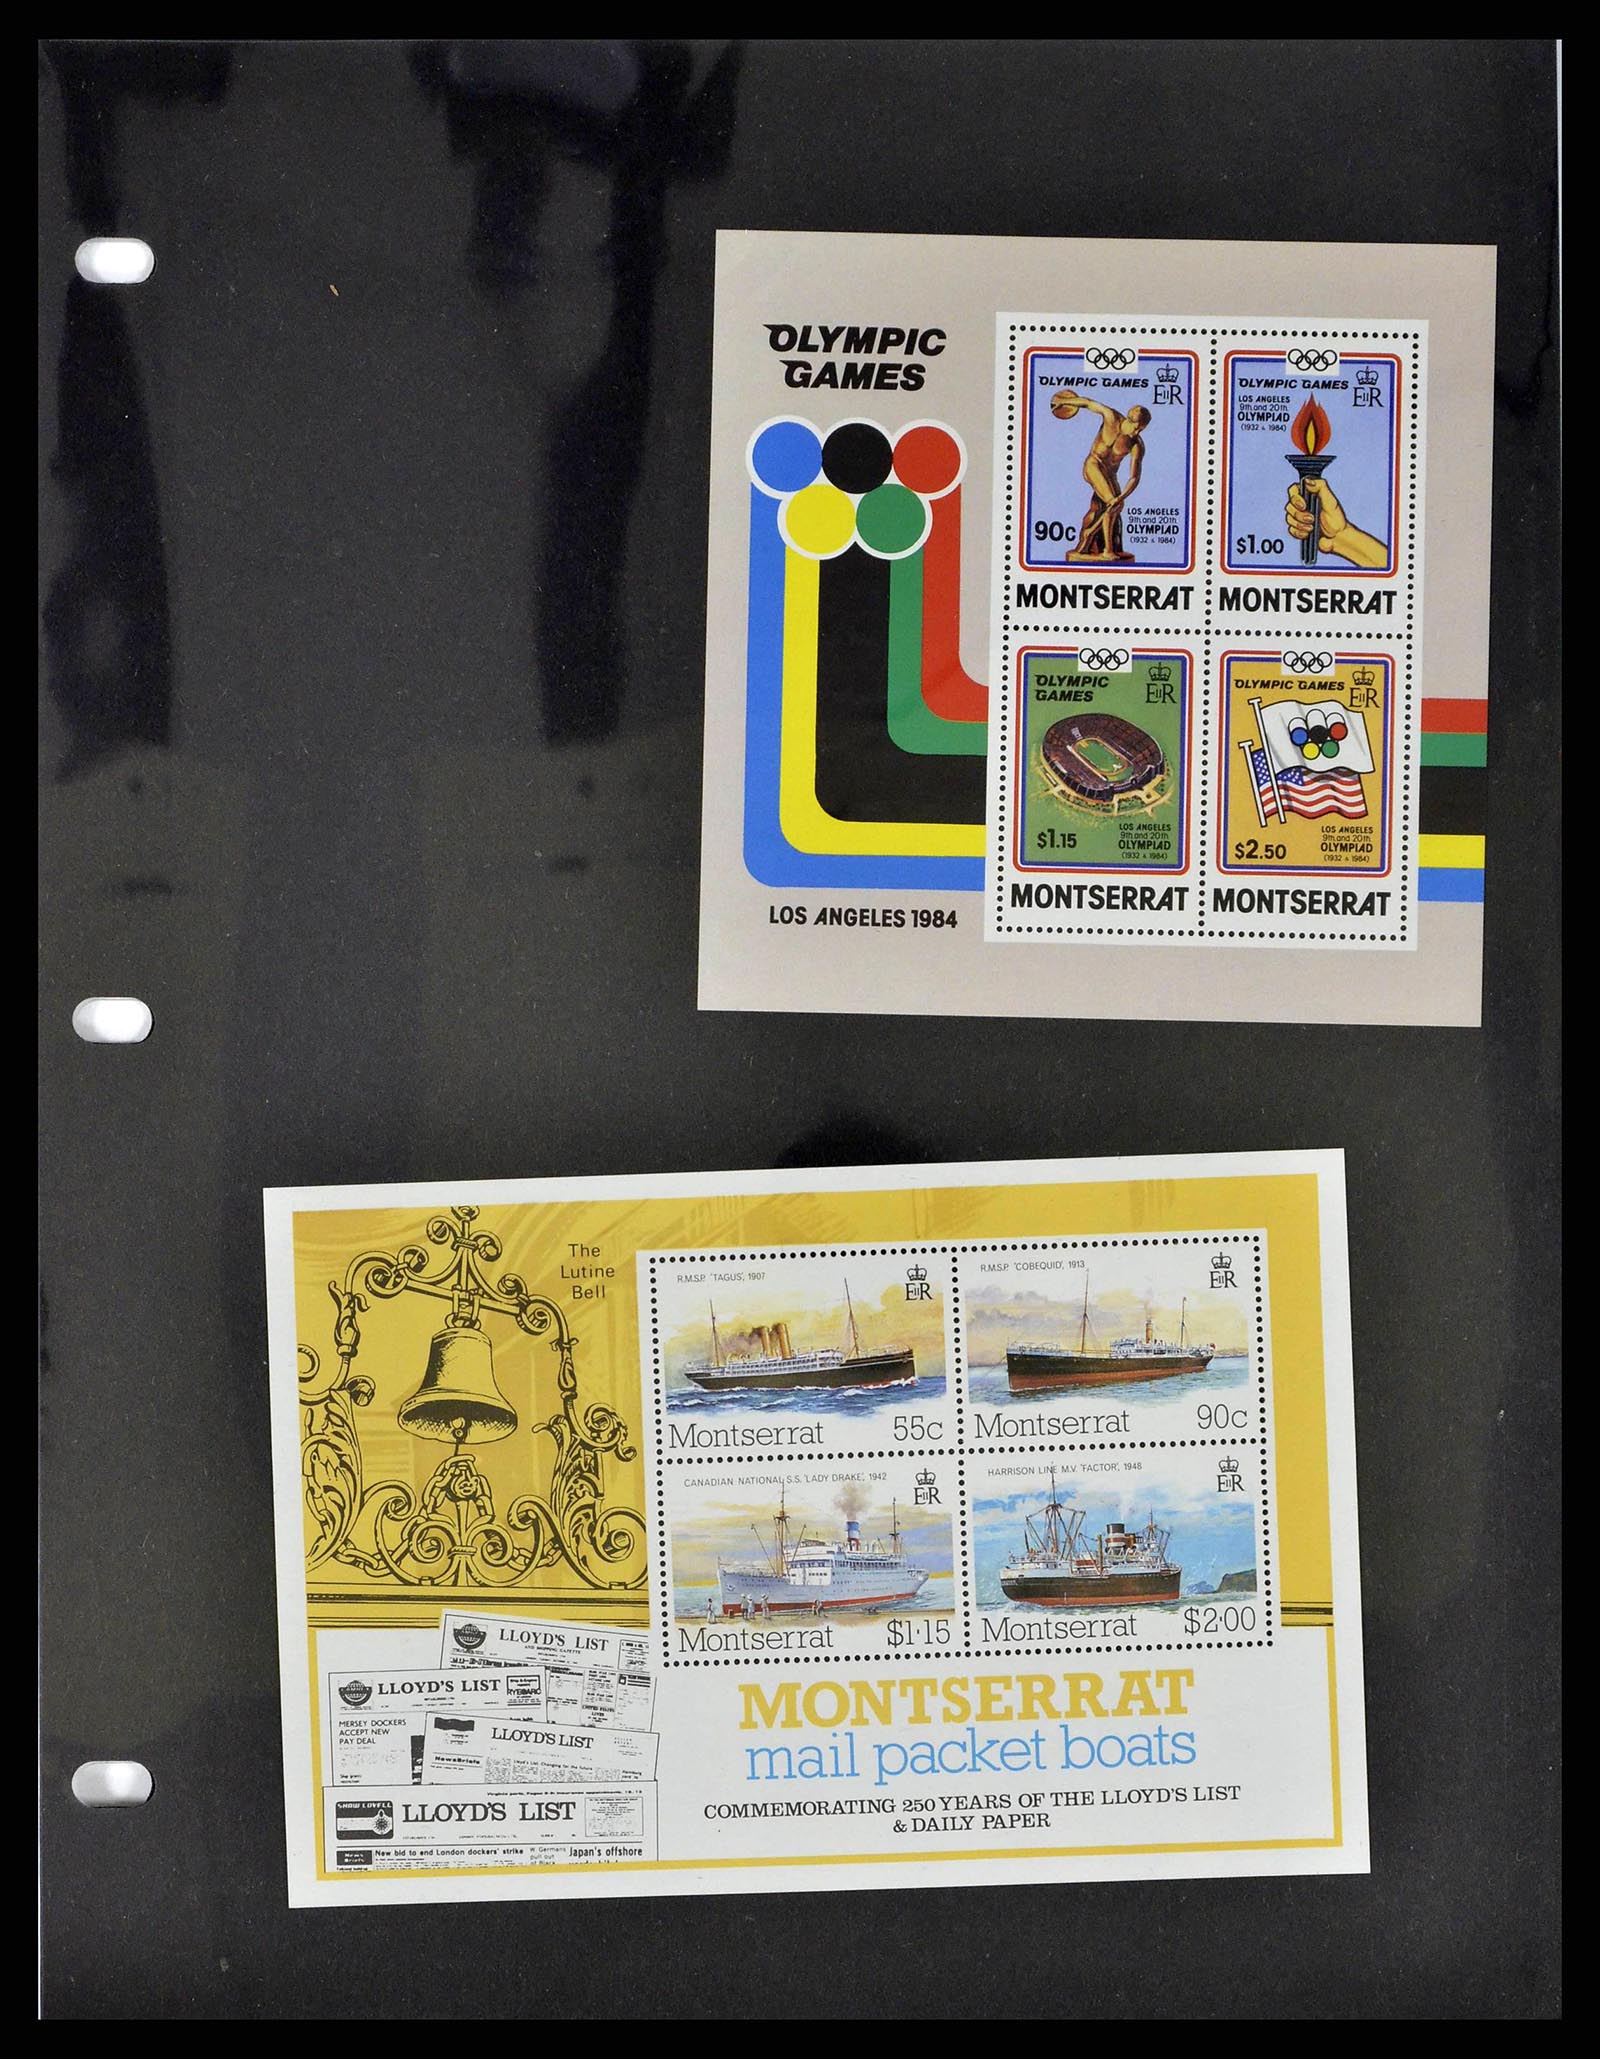 OLYMPIC
GAMES
LOS ANGELES 1984
OLYMPIC GAMES
EIIR
LOS ANGELES
9th and 20th
OLYMPIAD
(1932 & 1984)
90c
MONTSERRAT
OLYMPIC GAMES
EIIR
LOS ANGELES
9th and 20th
OLYMPIAD
(1932 & 1984)
$1.00
MONTSERRAT
OLYMPIC
GAMES
EIIR
$1.15
LOS ANGELES
9th and 20th
OLYMPIAD
(1932 & 1984)
MONTSERRAT
OLYMPIC GAMES
EIIR
LOS ANGELES
9th and 20th
OLYMPIAD
(1932 & 1984)
$2.50
MONTSERRAT
The
Lutine
Bell
R.M.S.P. 'TAGUS', 1907
EIIR
Montserrat 55c
R.M.S.P. 'COBEQUID', 1913
EIIR
Montserrat 90c
CANADIAN NATIONAL S.S. 'LADY DRAKE', 1942
EIIR
Montserrat $1·15
HARRISON LINE M.V. 'FACTOR', 1948
EIIR
Montserrat $2·00
LLOYD'S LIST
LLOYD'S LIST
MERSEY DOCKERS
ACCEPT NEW
PAY DEAL
LLOYD'S LIST
NewsBriefs
LLOYD'S LIST
New bid to end London dockers' strike
W Germans
pull out
Japan's offshore
MONTSERRAT
mail packet boats
COMMEMORATING 250 YEARS OF THE LLOYD'S LIST
& DAILY PAPER